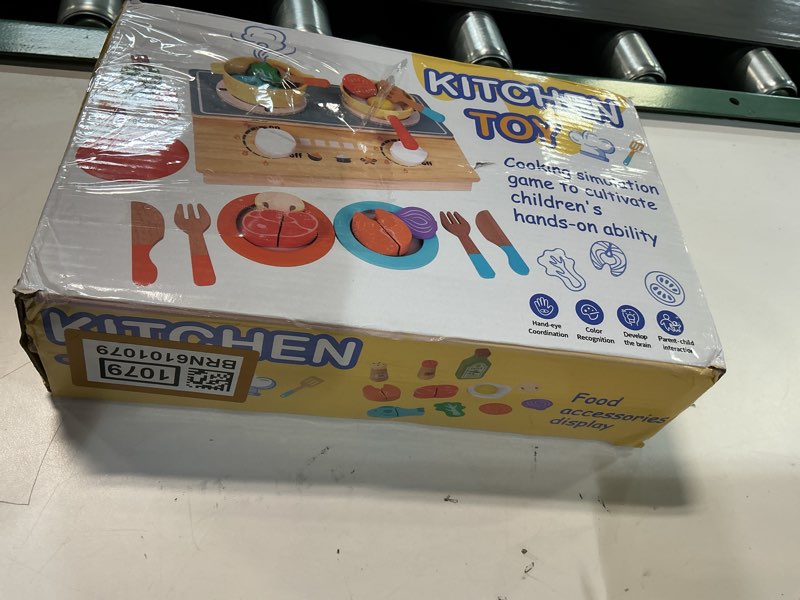 KITCHEN
TOY
Cooking simulation
game to cultivate
children's
hands-on ability
off
Hand-eye
Coordination
Color
Recognition
Develop
the brain
Parent-child
interaction
KITCHEN
1079
BRN6101079
Food
accessories
display